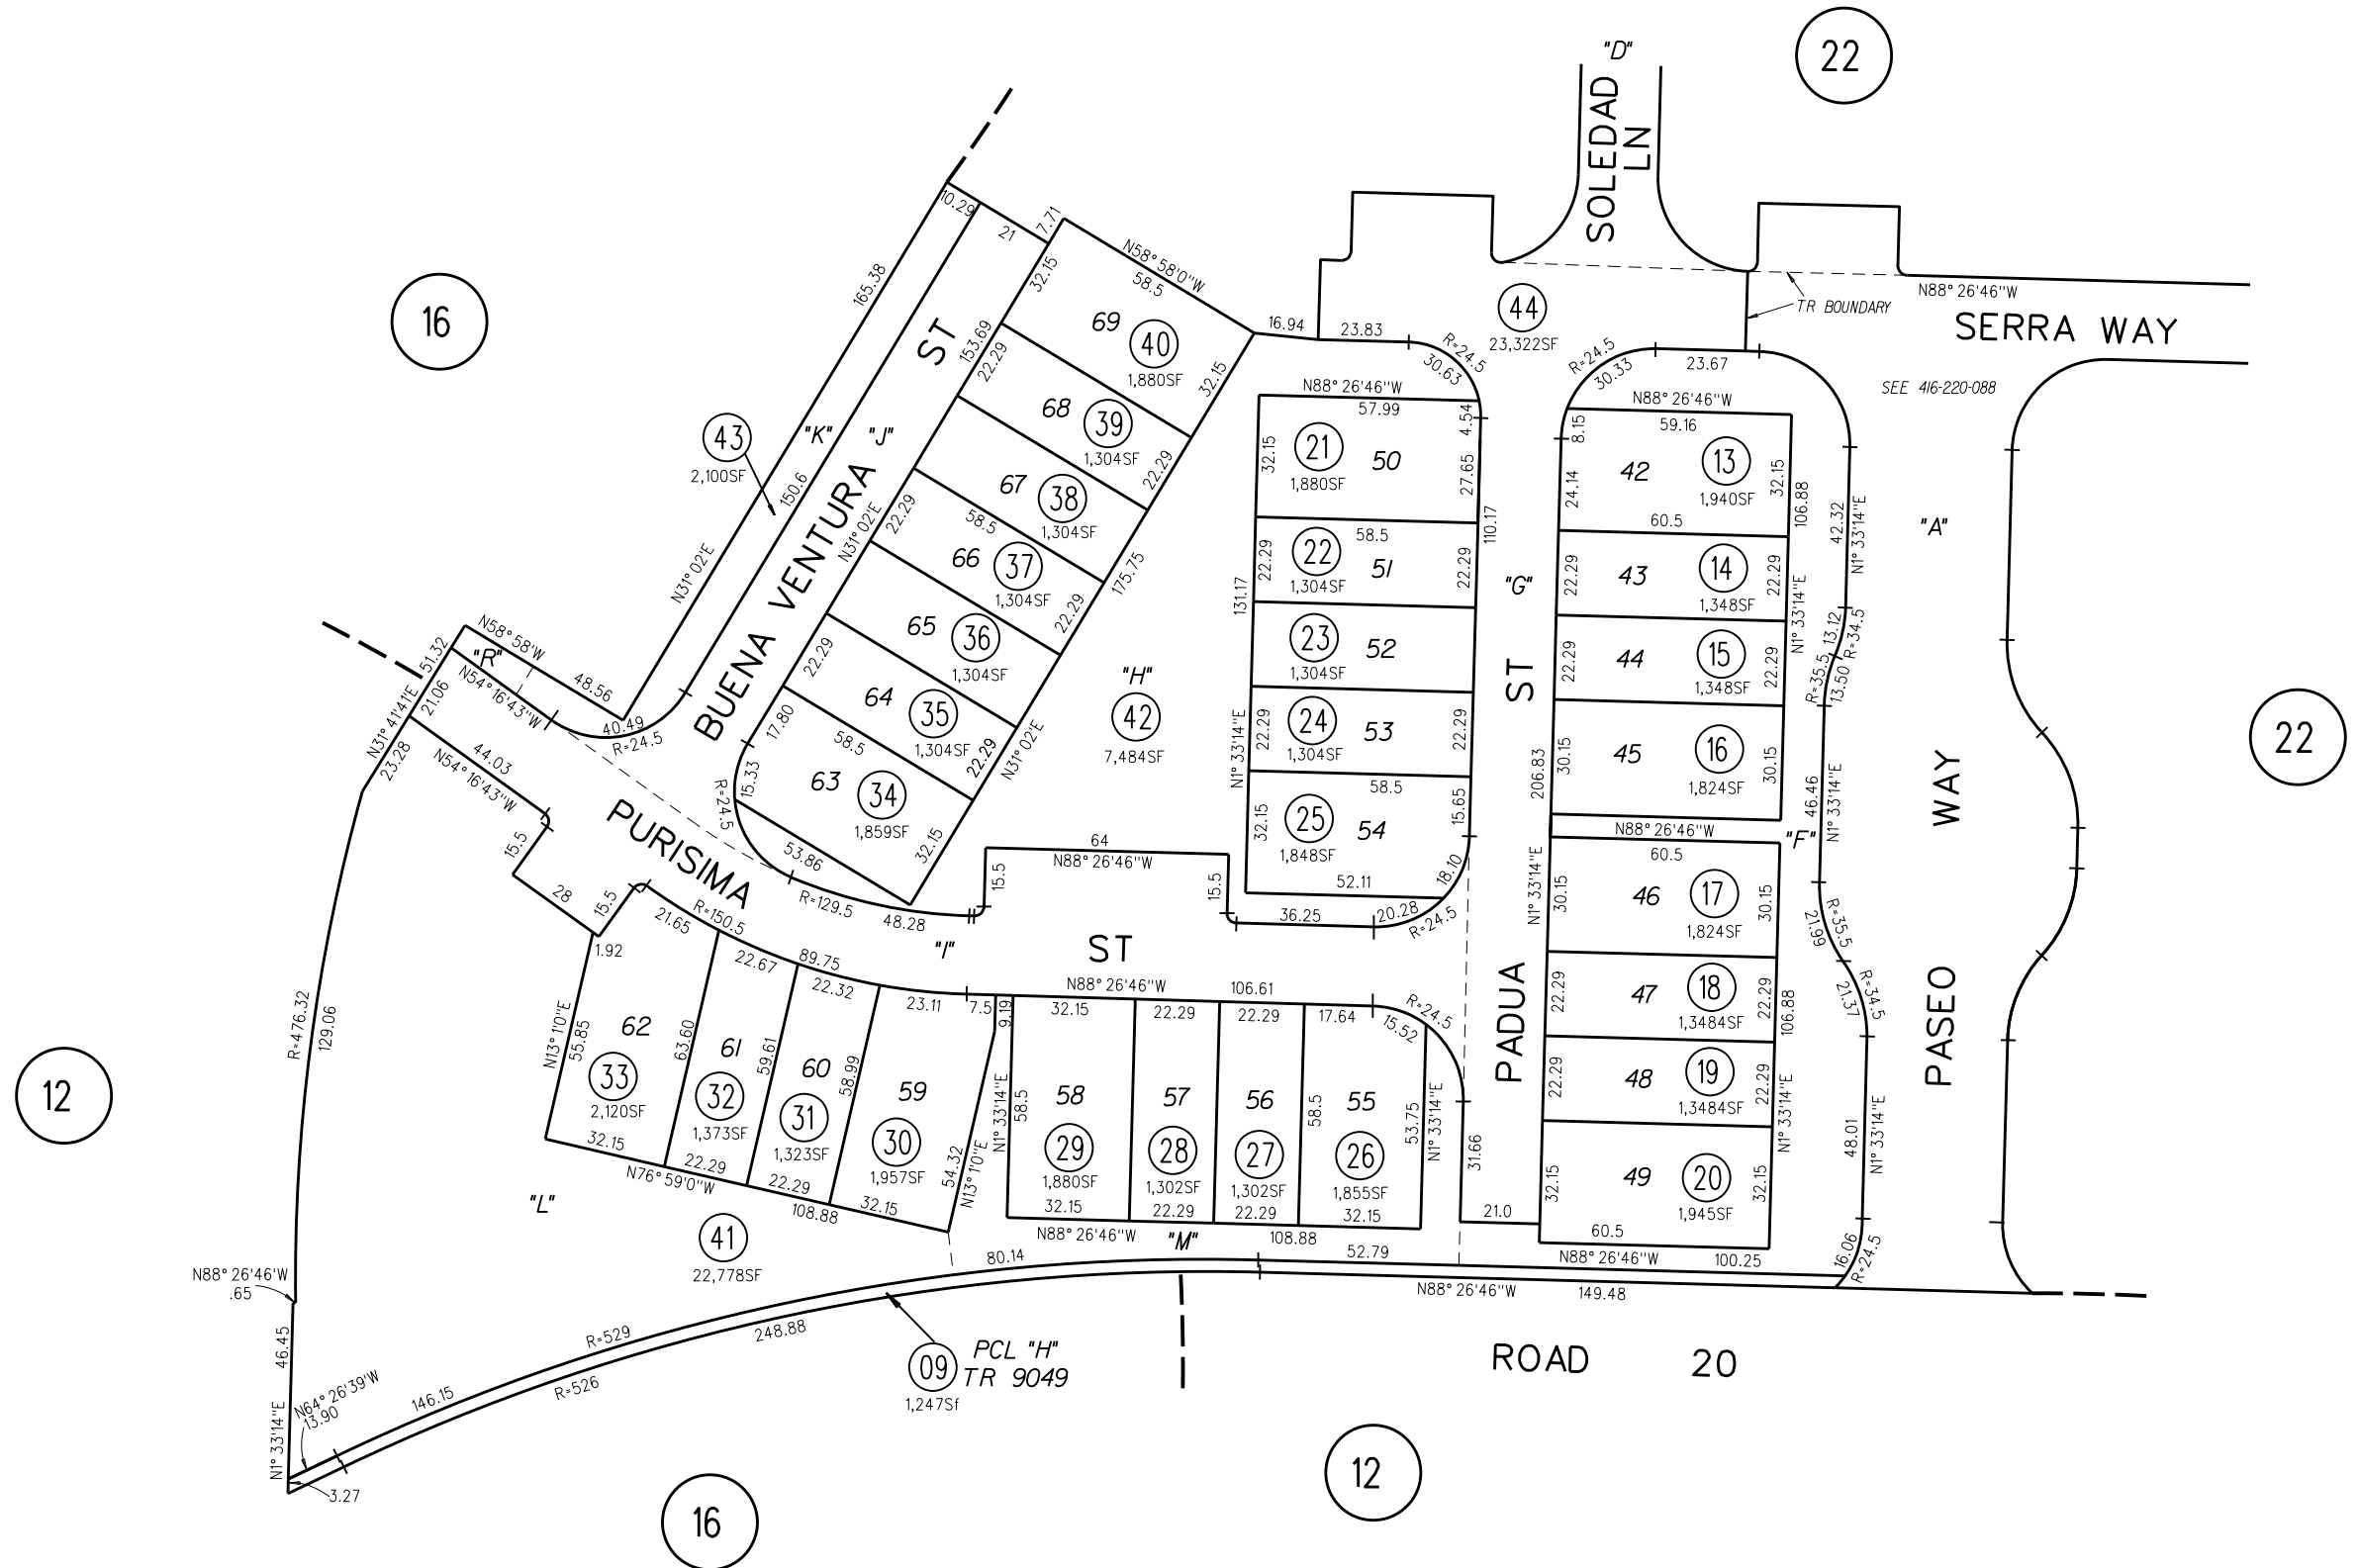 "D"
SOLEDAD
LN
22
10.29
21
7.71
32.15
N58° 58'0"W
58.5
165.38
16
69
40
1,880SF
153.69
22.29
ST
16.94
23.83
R=24.5
30.63
44
23,322SF
R=24.5
30.33
23.67
TR BOUNDARY
N88° 26'46"W
SERRA WAY
SEE 416-220-088
32.15
68
39
1,304SF
43
2,100SF
"K"
"J"
150.6
22.29
67
38
1,304SF
58.5
N31° 02'E
22.29
BUENA VENTURA
66
37
1,304SF
175.75
N31° 02'E
22.29
65
36
1,304SF
22.29
64
35
1,304SF
58.5
17.80
22.29
N31° 02'E
63
34
1,859SF
15.33
R=24.5
53.86
32.15
N88° 26'46"W
57.99
4.54
32.15
21
50
1,880SF
27.65
110.17
58.5
22.29
22
51
1,304SF
22.29
131.17
23
52
1,304SF
N1° 33'14"E
22.29
24
53
1,304SF
22.29
58.5
32.15
25
54
1,848SF
15.65
18.10
52.11
"H"
42
7,484SF
"G"
ST
PADUA
N88° 26'46"W
59.16
8.15
24.14
42
13
1,940SF
32.15
106.88
60.5
22.29
43
14
1,348SF
22.29
N1° 33'14"E
22.29
44
15
1,348SF
22.29
206.83
30.15
45
16
1,824SF
30.15
N88° 26'46"W
"F"
60.5
N1° 33'14"E
30.15
46
17
1,824SF
30.15
22.29
47
18
1,3484SF
22.29
106.88
22.29
48
19
1,3484SF
22.29
N1° 33'14"E
32.15
49
20
1,945SF
32.15
60.5
21.0
42.32
N1° 33'14"E
"A"
13.12
R=34.5
R=35.5
13.50
46.46
N1° 33'14"E
21.99
R=35.5
R=34.5
21.37
48.01
N1° 33'14"E
16.06
R=24.5
WAY
PASEO
22
N58° 58'W
48.56
51.32
"R"
N54° 16'43"W
40.49
R=24.5
N31° 41'41"E
21.06
23.28
44.03
N54° 16'43"W
15.5
28
15.5
PURISIMA
R=150.5
21.65
R=129.5
48.28
"I"
ST
15.5
64
N88° 26'46"W
15.5
36.25
20.28
R=24.5
89.75
1.92
22.67
22.32
23.11
7.5
9.19
N88° 26'46"W
106.61
R=24.5
15.52
32.15
22.29
22.29
17.64
R=476.32
129.06
12
N13° 1'0"E
55.85
62
33
2,120SF
32.15
63.60
61
32
1,373SF
22.29
59.61
60
31
1,323SF
22.29
58.99
59
30
1,957SF
32.15
54.32
N13° 1'0"E
N76° 59'0"W
108.88
N1° 33'14"E
58.5
58
29
1,880SF
32.15
57
28
1,302SF
22.29
56
27
1,302SF
22.29
58.5
55
26
1,855SF
32.15
53.75
N1° 33'14"E
31.66
"L"
41
22,778SF
N88° 26'46"W
"M"
108.88
80.14
52.79
N88° 26'46"W
100.25
N88° 26'46"W
149.48
N88° 26'46"W
.65
46.45
N1° 33'14"E
N64° 26'39"W
13.90
3.27
146.15
R=529
R=526
248.88
09
1,247Sf
PCL "H"
TR 9049
ROAD 20
12
16